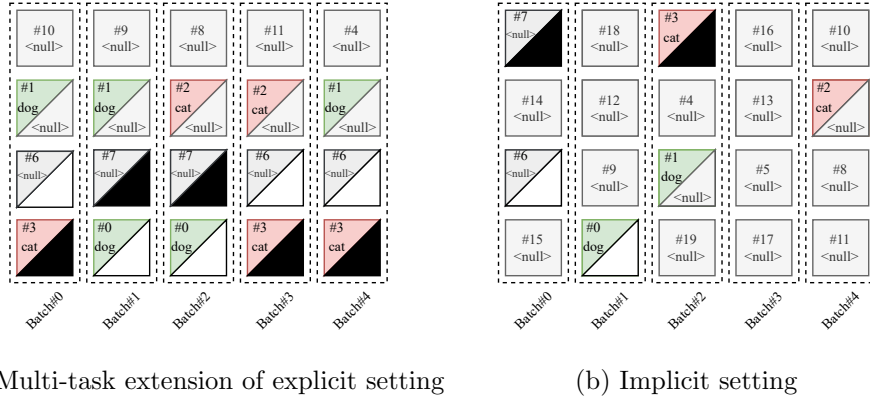 #10 #9 #8 #11 #4
<null> <null> <null> <null> <null>
#1 #1 #2 #2 #1
dog dog cat cat dog
<null> <null> <null> <null> <null>
#6 #7 #7 #6 #6
<null> <null> <null> <null> <null>
#3 #0 #0 #3 #3
cat dog dog cat cat
Batch#0 Batch#1 Batch#2 Batch#3 Batch#4
Multi-task extension of explicit setting
#7 #18 #3 #16 #10
<null> <null> cat <null> <null>
#14 #12 #4 #13 #2
<null> <null> <null> <null> cat
<null>
#6 #9 #1 #5 #8
<null> <null> dog <null> <null>
<null>
#15 #0 #19 #17 #11
<null> dog <null> <null> <null>
Batch#0 Batch#1 Batch#2 Batch#3 Batch#4
(b) Implicit setting